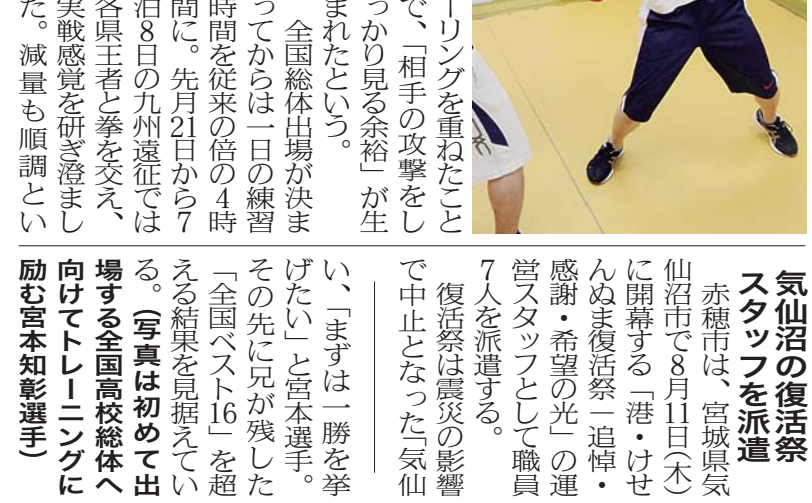 ーリングを重ねたこと
で、「相手の攻撃をし
っかり見る余裕」が生
まれたという。
全国総体出場が決ま
ってからは一日の練習
時間を従来の倍の4時
間に。先月21日から7
泊8日の九州遠征では
各県王者と拳を交え、
実戦感覚を研ぎ澄まし
た。減量も順調とい
い、「まずは一勝を挙
げたい」と宮本選手。
その先に兄が残した
「全国ベスト16」を超
える結果を見据えてい
る。(写真は初めて出
場する全国高校総体へ
向けてトレーニングに
励む宮本知彰選手)
気仙沼の復活祭
スタッフを派遣
赤穂市は、宮城県気
仙沼市で8月11日(木)
に開幕する「港・けせ
んぬま復活祭―追悼・
感謝・希望の光」の運
営スタッフとして職員
7人を派遣する。
復活祭は震災の影響
で中止となった「気仙